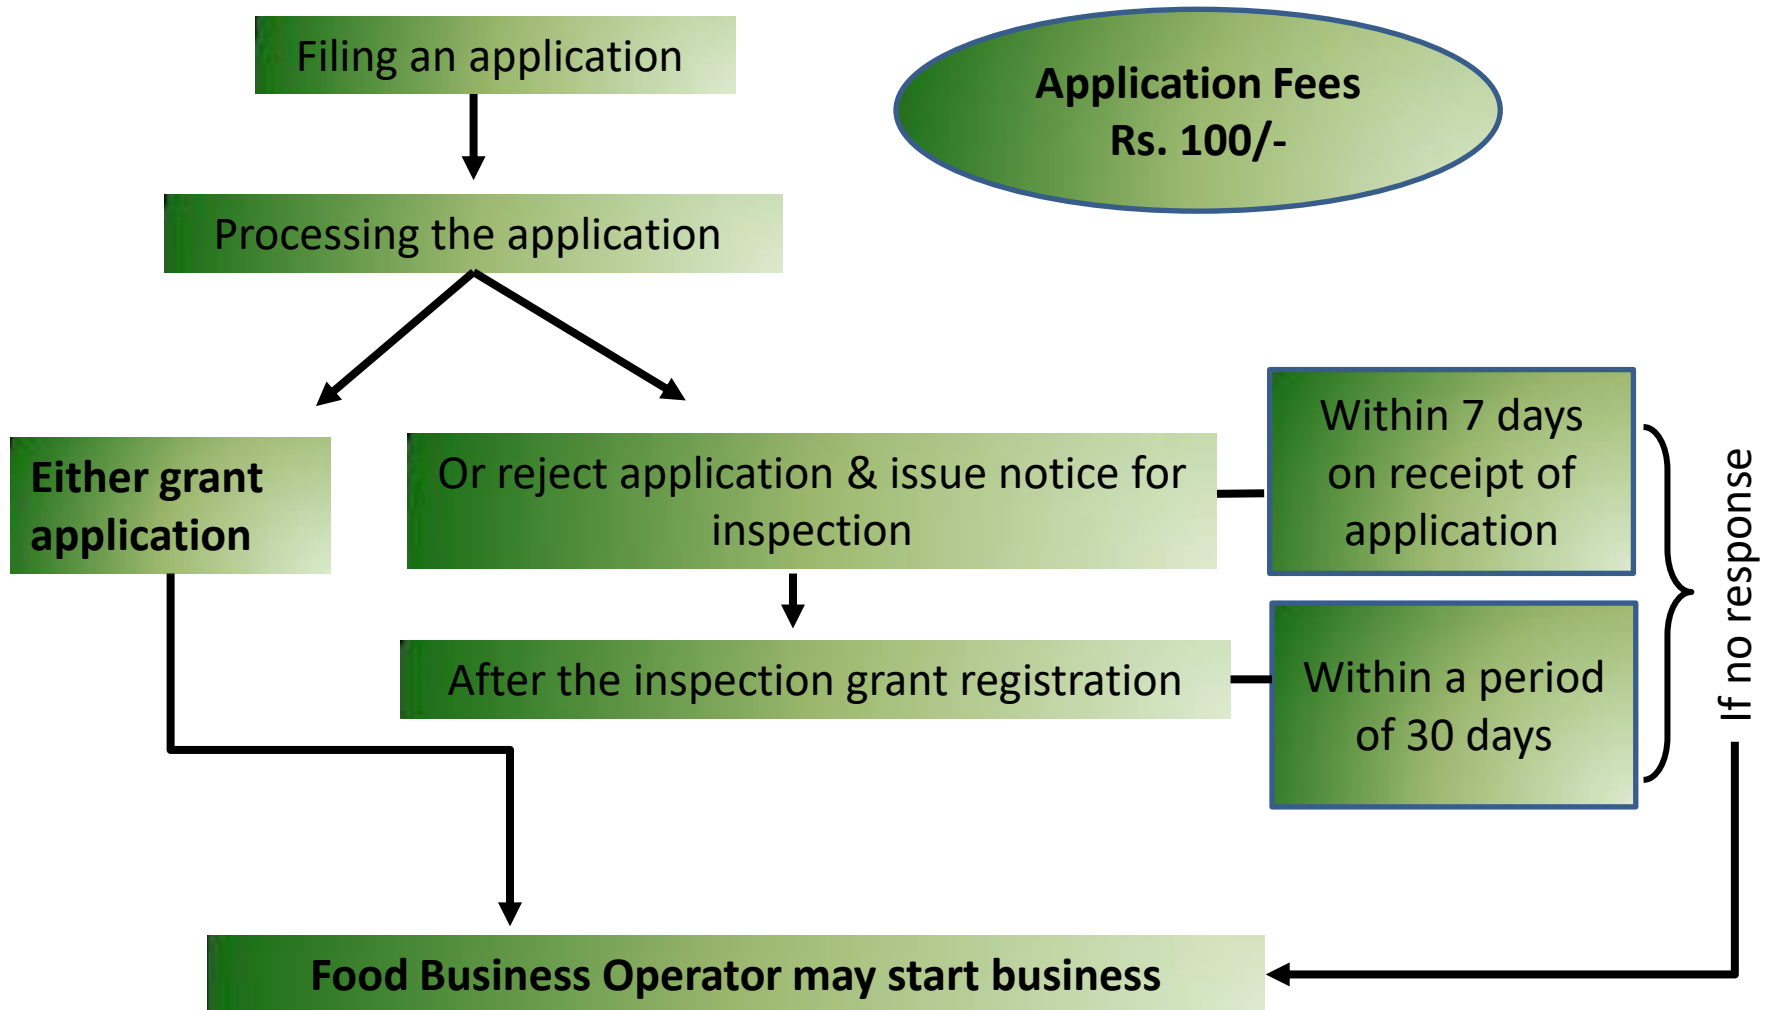 Filing an application
Application Fees
Rs. 100/-
Processing the application
Either grant
application
Or reject application & issue notice for
inspection
Within 7 days
on receipt of
application
After the inspection grant registration
Within a period
of 30 days
If no response
Food Business Operator may start business